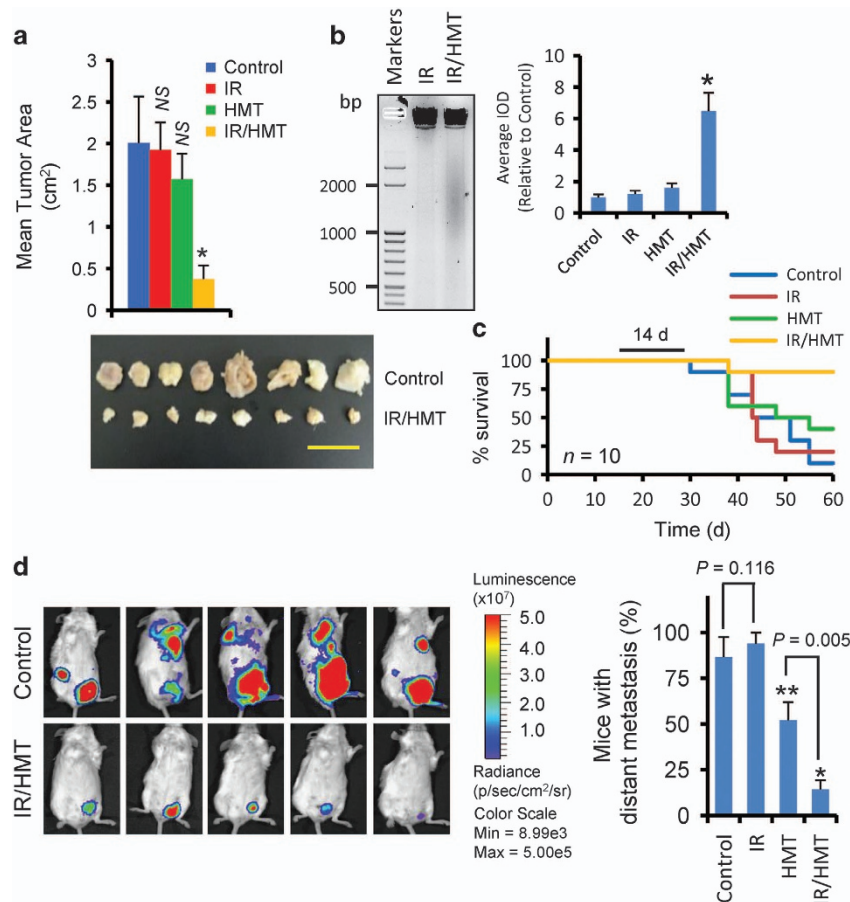 a
Mean Tumor Area
(cm2)
3
2.5
2
1.5
1
0.5
0
NS
NS
*
Control
IR
HMT
IR/HMT
Control
IR/HMT
b
bp
Markers
IR
IR/HMT
2000
1000
500
Average IOD
(Relative to Control)
10
8
6
4
2
0
*
Control
IR
HMT
IR/HMT
c
Control
IR
HMT
IR/HMT
14 d
% survival
100
75
50
25
0
n = 10
0
10
20
30
40
50
60
Time (d)
d
Control
IR/HMT
Luminescence
(x10⁷)
5.0
4.0
3.0
2.0
1.0
Radiance
(p/sec/cm²/sr)
Color Scale
Min = 8.99e3
Max = 5.00e5
Mice with
distant metastasis (%)
100
75
50
25
0
P = 0.116
P = 0.005
**
*
Control
IR
HMT
IR/HMT